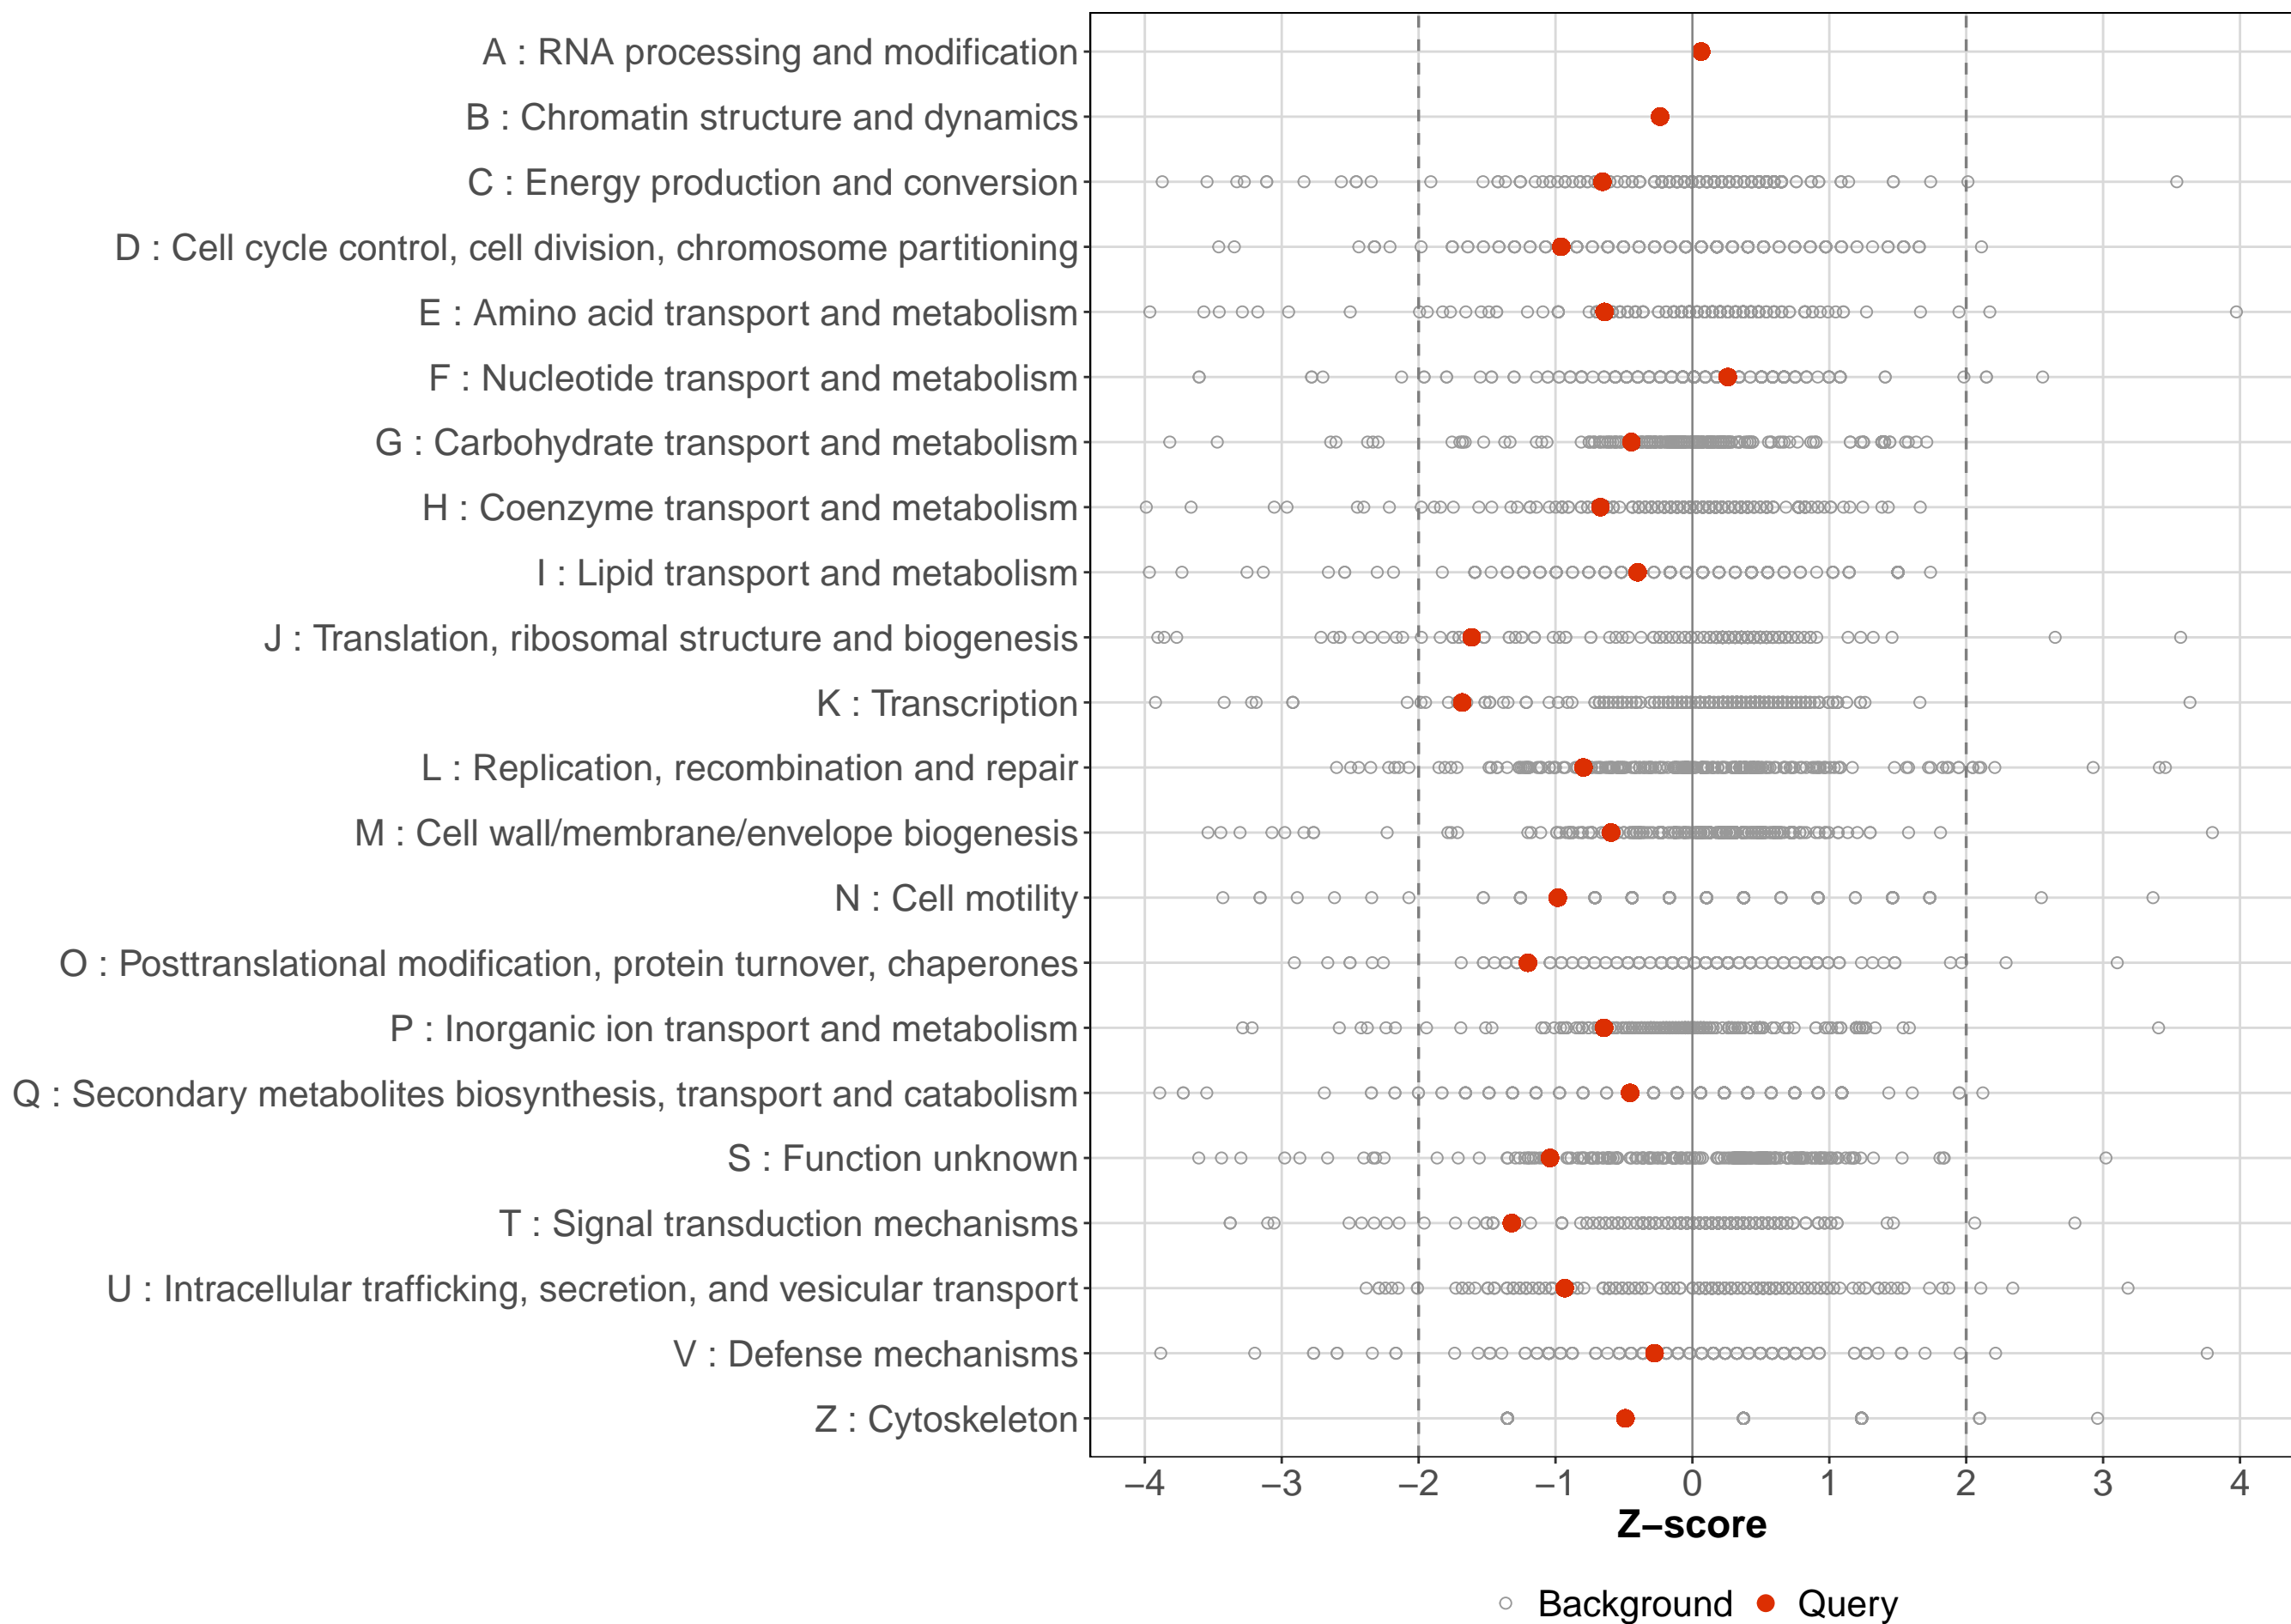 A : RNA processing and modification
B : Chromatin structure and dynamics
C : Energy production and conversion
D : Cell cycle control, cell division, chromosome partitioning
E : Amino acid transport and metabolism
F : Nucleotide transport and metabolism
G : Carbohydrate transport and metabolism
H : Coenzyme transport and metabolism
I : Lipid transport and metabolism
J : Translation, ribosomal structure and biogenesis
K : Transcription
L : Replication, recombination and repair
M : Cell wall/membrane/envelope biogenesis
N : Cell motility
O : Posttranslational modification, protein turnover, chaperones
P : Inorganic ion transport and metabolism
Q : Secondary metabolites biosynthesis, transport and catabolism
S : Function unknown
T : Signal transduction mechanisms
U : Intracellular trafficking, secretion, and vesicular transport
V : Defense mechanisms
Z : Cytoskeleton
−4 −3 −2 −1 0 1 2 3 4
Z−score
Background Query